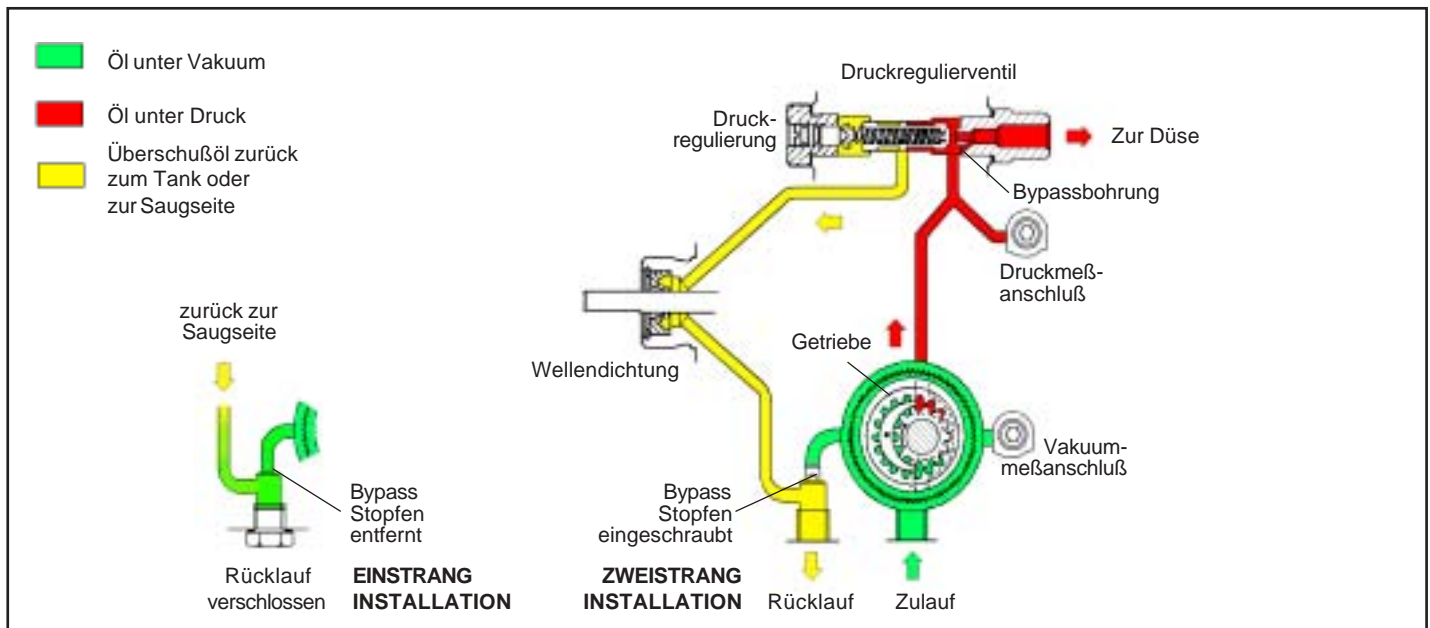 Öl unter Vakuum
Öl unter Druck
Überschußöl zurück
zum Tank oder
zur Saugseite
Druckregulierventil
Druck-
regulierung
Zur Düse
Bypassbohrung
Druckmeß-
anschluß
zurück zur
Saugseite
Getriebe
Wellendichtung
Vakuum-
meßanschluß
Bypass
Stopfen
entfernt
Bypass
Stopfen
eingeschraubt
Rücklauf
verschlossen
EINSTRANG
INSTALLATION
ZWEISTRANG
INSTALLATION
Rücklauf
Zulauf